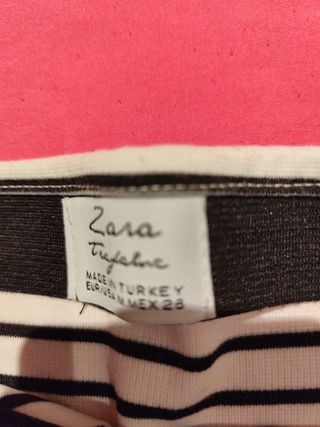 Zara
Trafaluc
MADE IN TURKEY
EUR/USA M MEX 28